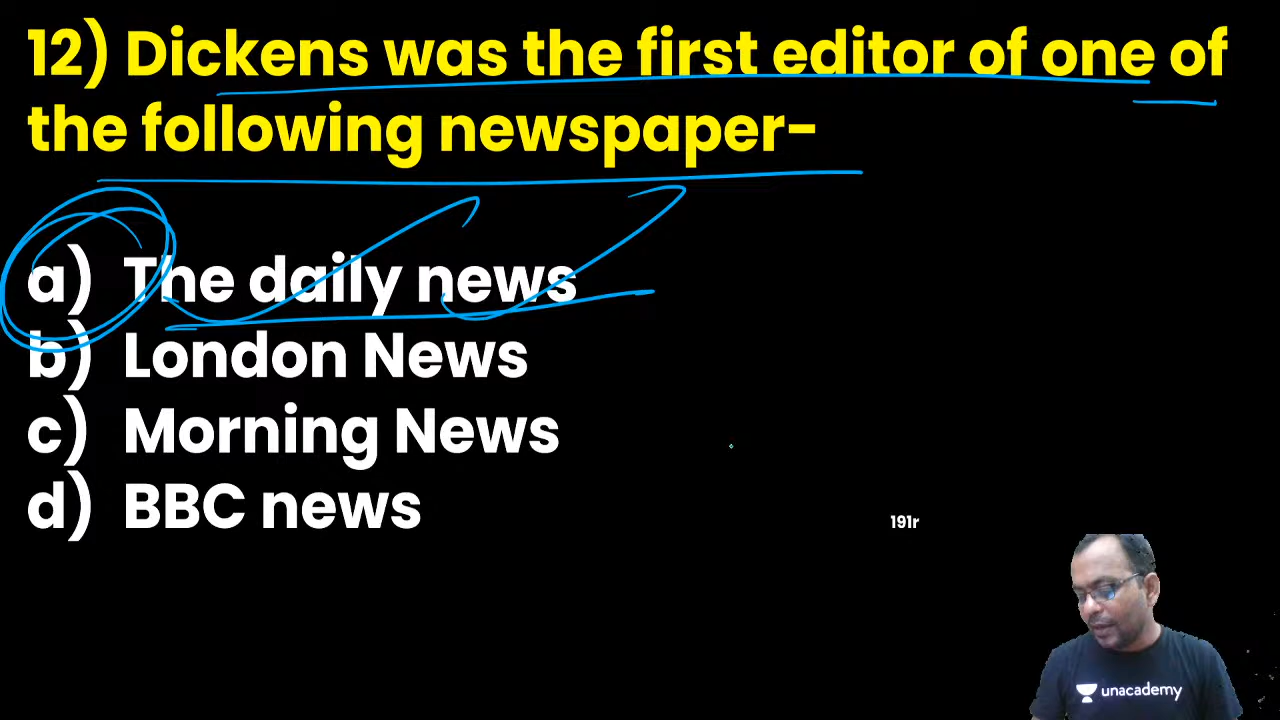 12) Dickens was the first editor of one of
the following newspaper-
a) The daily news
b) London News
c) Morning News
d) BBC news
191r
unacademy